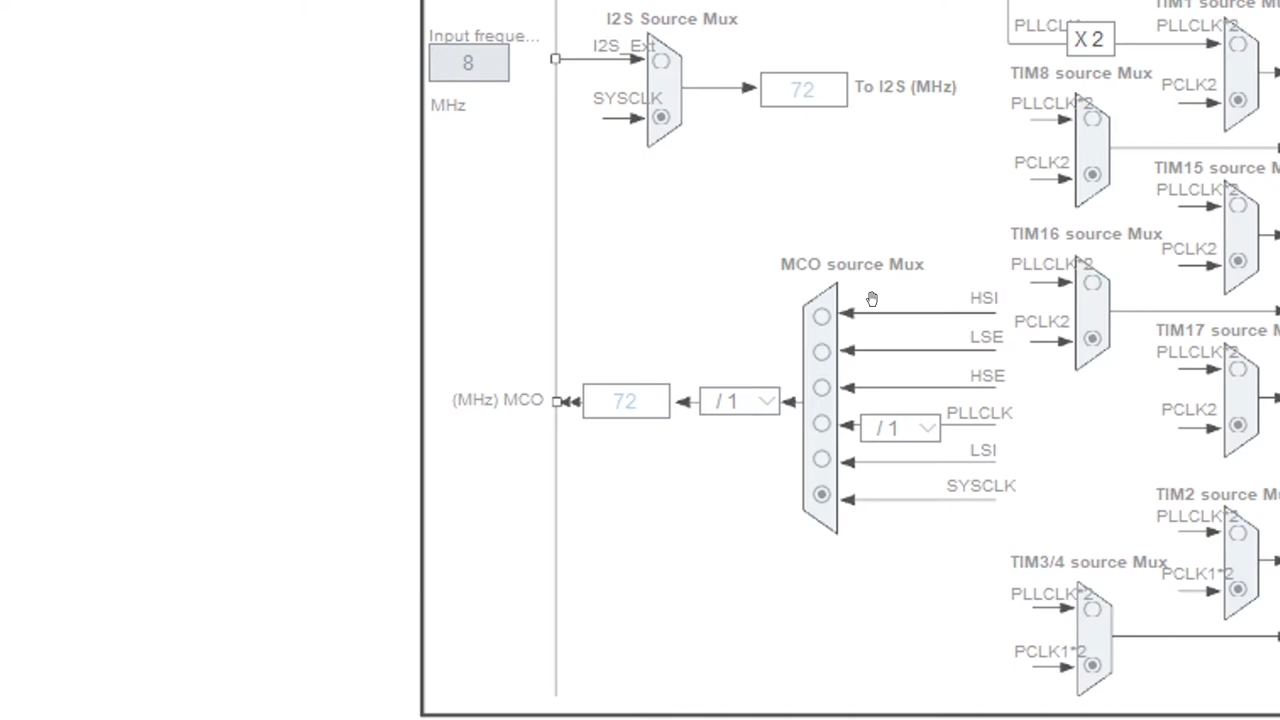 I2S Source Mux
Input freque...
I2S_Ext
8
72
To I2S (MHz)
SYSCLK
MHz
PLLCLK*2
X 2
PCLK2
TIM8 source Mux
PLLCLK*2
PCLK2
PLLCLK*2
PCLK2
TIM16 source Mux
PLLCLK*2
PCLK2
MCO source Mux
HSI
LSE
HSE
PLLCLK
/ 1
LSI
SYSCLK
(MHz) MCO
72
/ 1
PLLCLK*2
PCLK2
PLLCLK*2
PCLK1*2
TIM3/4 source Mux
PLLCLK*2
PCLK1*2
TIM15 source
TIM17 source
TIM2 source
TIM1 source